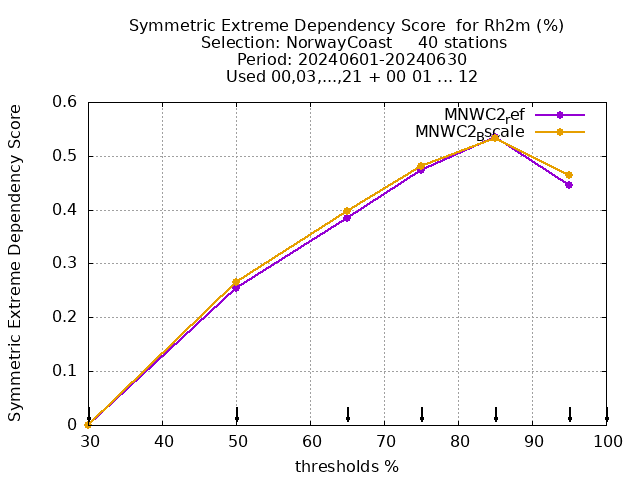 Symmetric Extreme Dependency Score for Rh2m (%)
Selection: NorwayCoast 40 stations
Period: 20240601-20240630
Used 00,03,...,21 + 00 01 ... 12
Symmetric Extreme Dependency Score
MNWC2ref
MNWC2Bscale
0.6
0.5
0.4
0.3
0.2
0.1
0
30 40 50 60 70 80 90 100
thresholds %